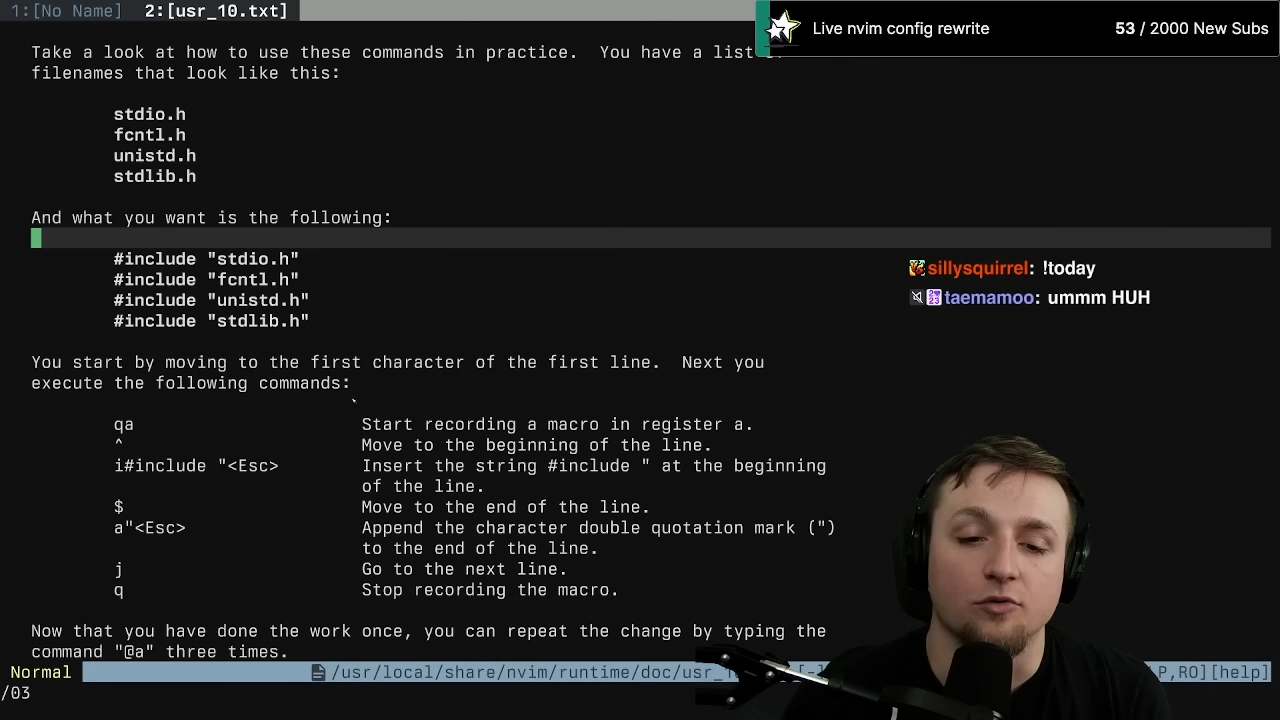 1:[No Name] 2:[usr_10.txt]
Live nvim config rewrite 53 / 2000 New Subs
Take a look at how to use these commands in practice. You have a list
filenames that look like this:
stdio.h
fcntl.h
unistd.h
stdlib.h
And what you want is the following:
#include "stdio.h"
#include "fcntl.h"
#include "unistd.h"
#include "stdlib.h"
sillysquirrel: !today
taemamoo: ummm HUH
You start by moving to the first character of the first line. Next you
execute the following commands:
qa Start recording a macro in register a.
^ Move to the beginning of the line.
i#include "<Esc> Insert the string #include " at the beginning
of the line.
$ Move to the end of the line.
a"<Esc> Append the character double quotation mark (")
to the end of the line.
j Go to the next line.
q Stop recording the macro.
Now that you have done the work once, you can repeat the change by typing the
command "@a" three times.
Normal /usr/local/share/nvim/runtime/doc/usr_1 [-] P,RO][help]
/03